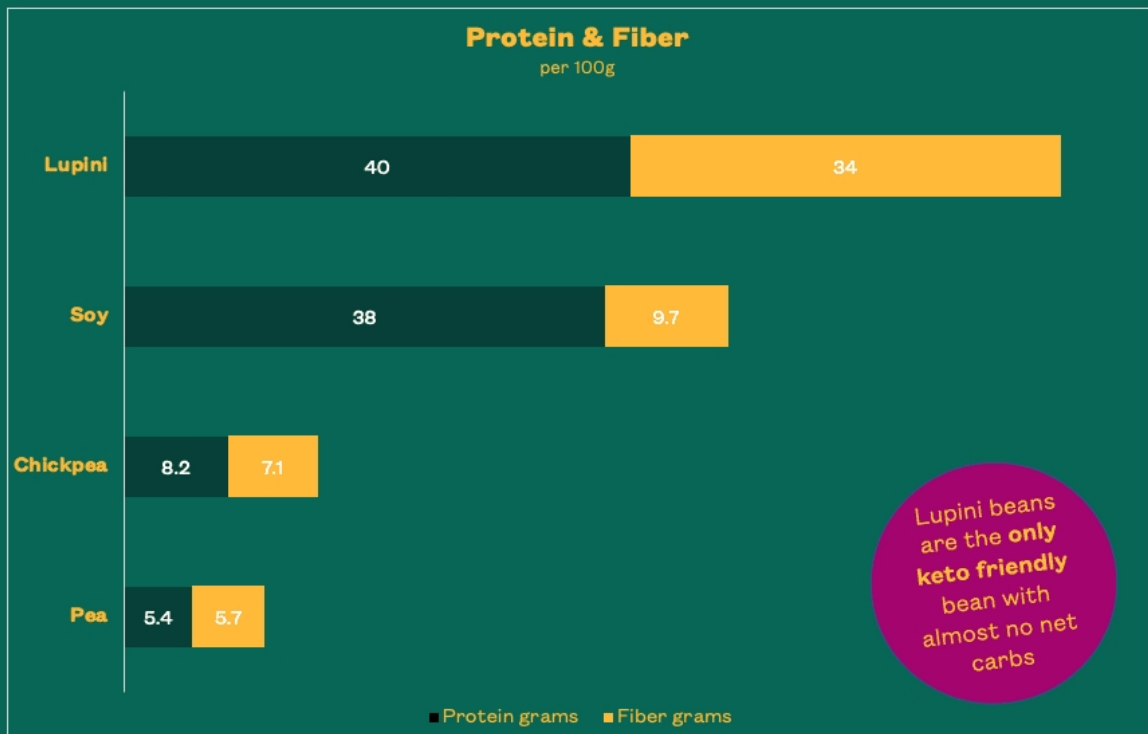 Protein & Fiber
per 100g
Lupini
40
34
Soy
38
9.7
Chickpea
8.2
7.1
Pea
5.4
5.7
Lupini beans
are the only
keto friendly
bean with
almost no net
carbs
Protein grams
Fiber grams